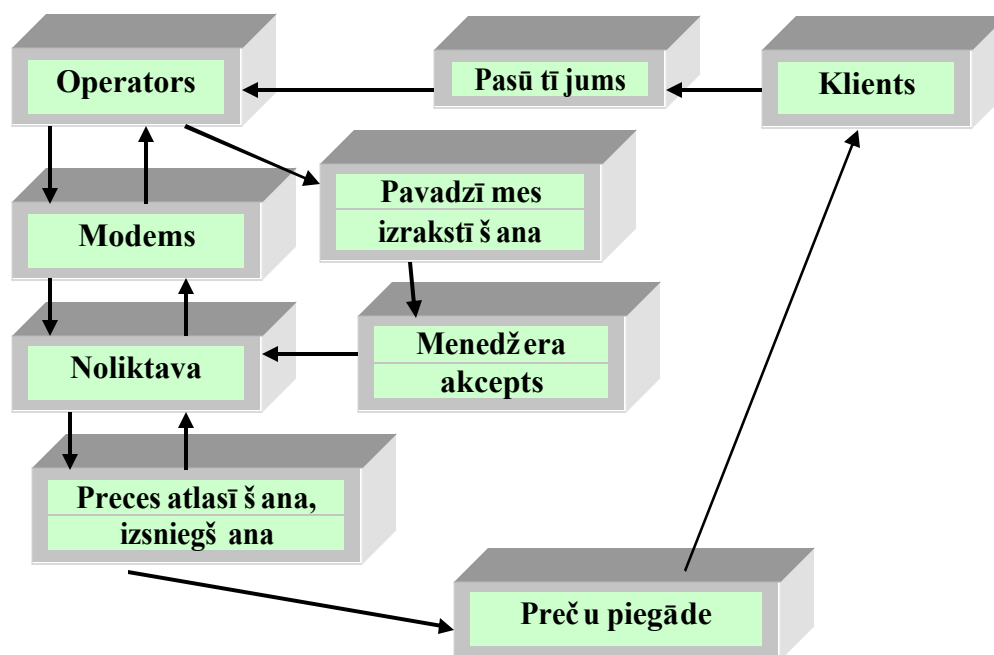 Operators
Pasūtījums
Klients
Pavadzīmes
izrakstīšana
Modems
Menedžera
akcepts
Noliktava
Preces atlasīšana,
izsniegšana
Preču piegāde